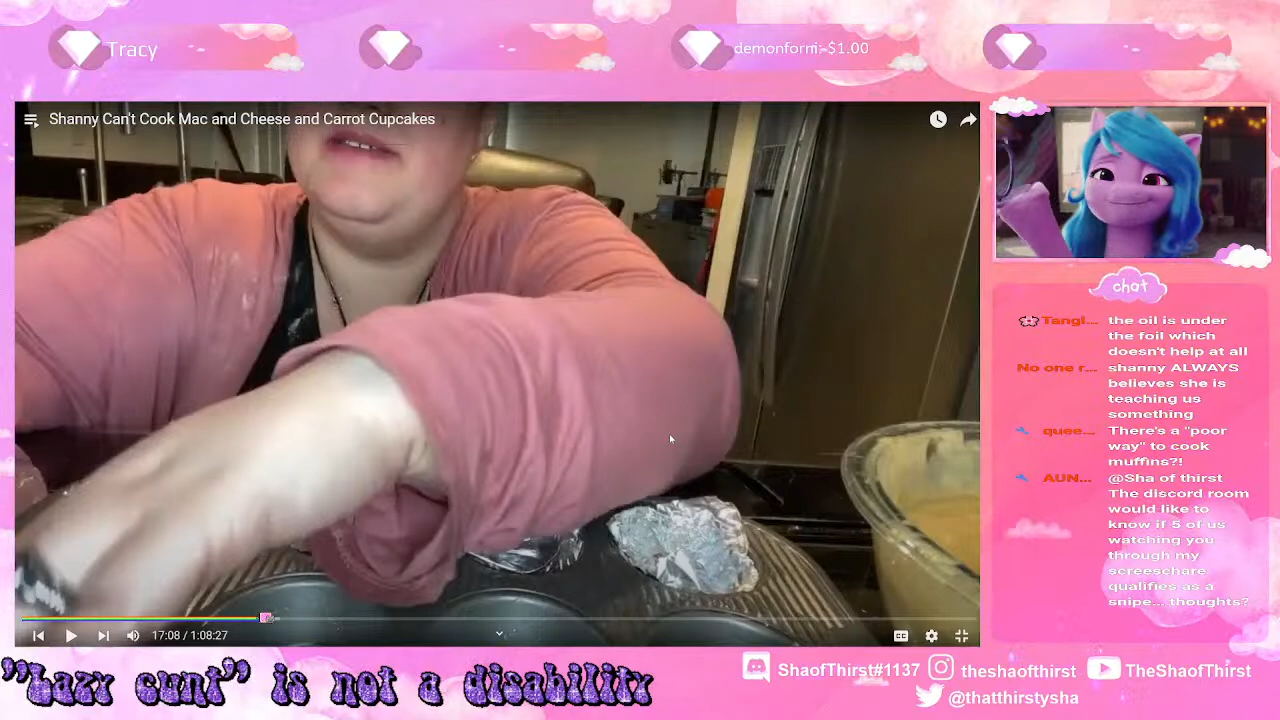 Tracy
demonform: $1.00
Shanny Can't Cook Mac and Cheese and Carrot Cupcakes
chat
Tangl... the oil is under
the foil which
doesn't help at all
No one r... shanny ALWAYS
believes she is
teaching us
something
quee... There's a "poor
way" to cook
muffins?!
AUN... @Sha of thirst
The discord room
would like to
know if 5 of us
watching you
through my
screeschare
qualifies as a
snipe... thoughts?
17:08 / 1:08:27
CC
"Lazy cunt" is not a disability
ShaofThirst#1137 theshaofthirst TheShaofThirst
@thatthirstysha